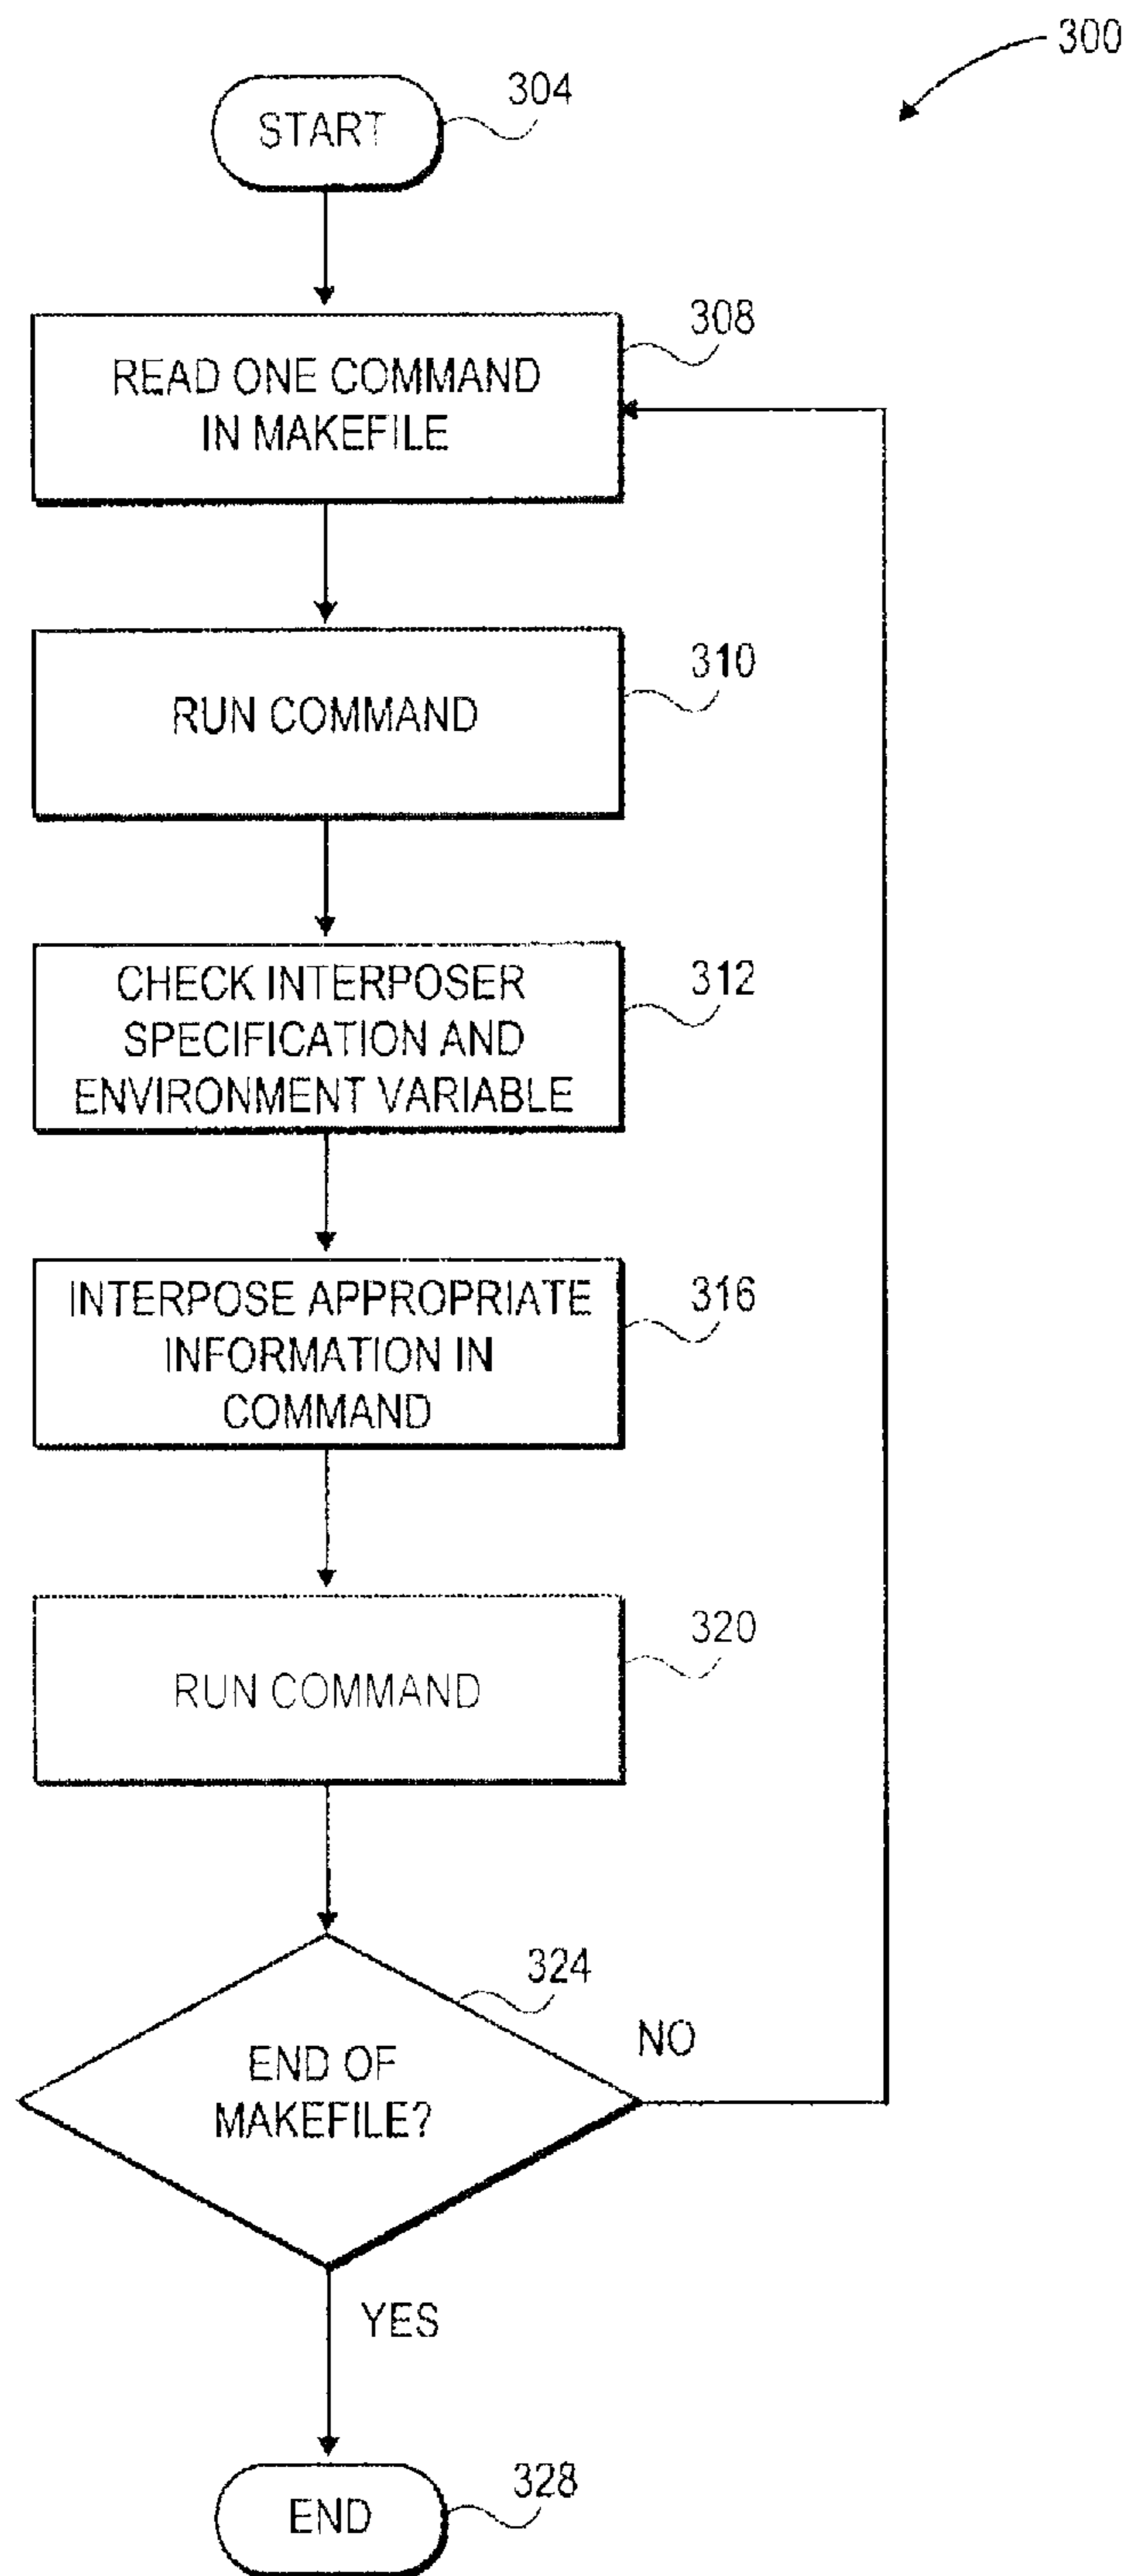 300
START
304
READ ONE COMMAND
IN MAKEFILE
308
RUN COMMAND
310
CHECK INTERPOSER
SPECIFICATION AND
ENVIRONMENT VARIABLE
312
INTERPOSE APPROPRIATE
INFORMATION IN
COMMAND
316
RUN COMMAND
320
END OF
MAKEFILE?
324
NO
YES
END
328